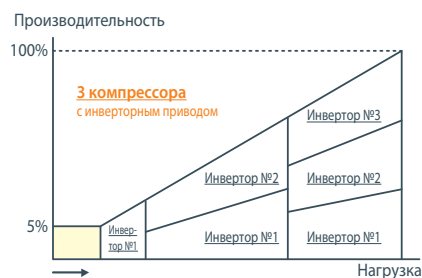 Производительность
100%
3 компрессора
с инверторным приводом
Инвертор №3
Инвертор №2
Инвертор №2
5%
Инвер-
тор №1
Инвертор №1
Инвертор №1
Нагрузка